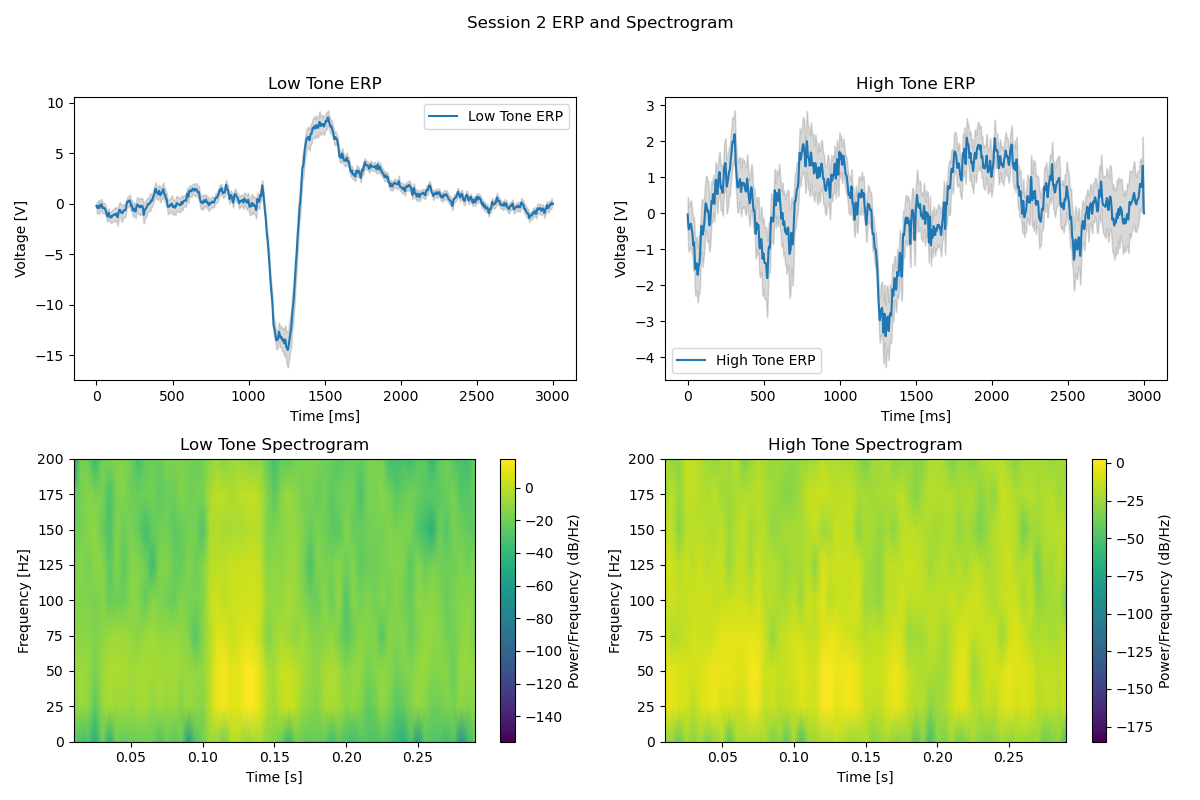 Session 2 ERP and Spectrogram
Low Tone ERP
Voltage [V]
10
5
0
−5
−10
−15
Low Tone ERP
0 500 1000 1500 2000 2500 3000
Time [ms]
High Tone ERP
Voltage [V]
3
2
1
0
−1
−2
−3
−4
High Tone ERP
0 500 1000 1500 2000 2500 3000
Time [ms]
Low Tone Spectrogram
Frequency [Hz]
200
175
150
125
100
75
50
25
0
0.05 0.10 0.15 0.20 0.25
Time [s]
0
−20
−40
−60
−80
−100
−120
−140
Power/Frequency (dB/Hz)
High Tone Spectrogram
Frequency [Hz]
200
175
150
125
100
75
50
25
0
0.05 0.10 0.15 0.20 0.25
Time [s]
0
−25
−50
−75
−100
−125
−150
−175
Power/Frequency (dB/Hz)